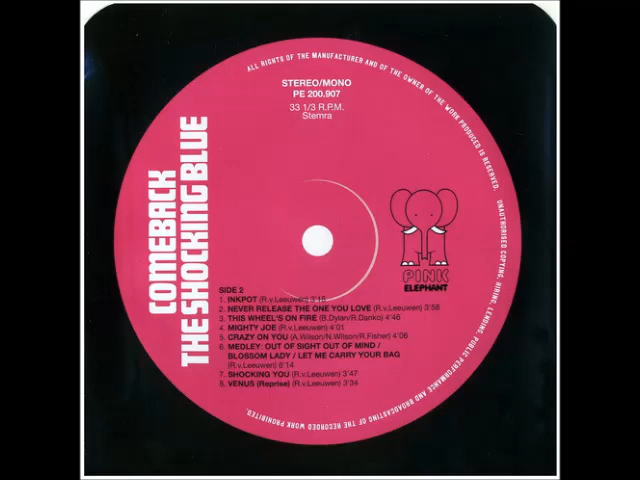 ALL RIGHTS OF THE MANUFACTURER AND OF THE OWNER OF THE WORK PRODUCED IS RESERVED. UNAUTHORISED COPYING, HIRING, LENDING, PUBLIC PERFORMANCE AND BROADCASTING OF THE RECORDED WORK PROHIBITED.
STEREO/MONO
PE 200.907
33 1/3 R.P.M.
Stemra
COMEBACK
THE SHOCKING BLUE
PINK
ELEPHANT
SIDE 2
1. INKPOT (R.v.Leeuwen) 3'15
2. NEVER RELEASE THE ONE YOU LOVE (R.v.Leeuwen) 3'58
3. THIS WHEEL'S ON FIRE (B.Dylan/R.Danko) 4'46
4. MIGHTY JOE (R.v.Leeuwen) 4'01
5. CRAZY ON YOU (A.Wilson/N.Wilson/R.Fisher) 4'06
6. MEDLEY: OUT OF SIGHT OUT OF MIND /
BLOSSOM LADY / LET ME CARRY YOUR BAG
(R.v.Leeuwen) 6'14
7. SHOCKING YOU (R.v.Leeuwen) 3'47
8. VENUS (Reprise) (R.v.Leeuwen) 3'34